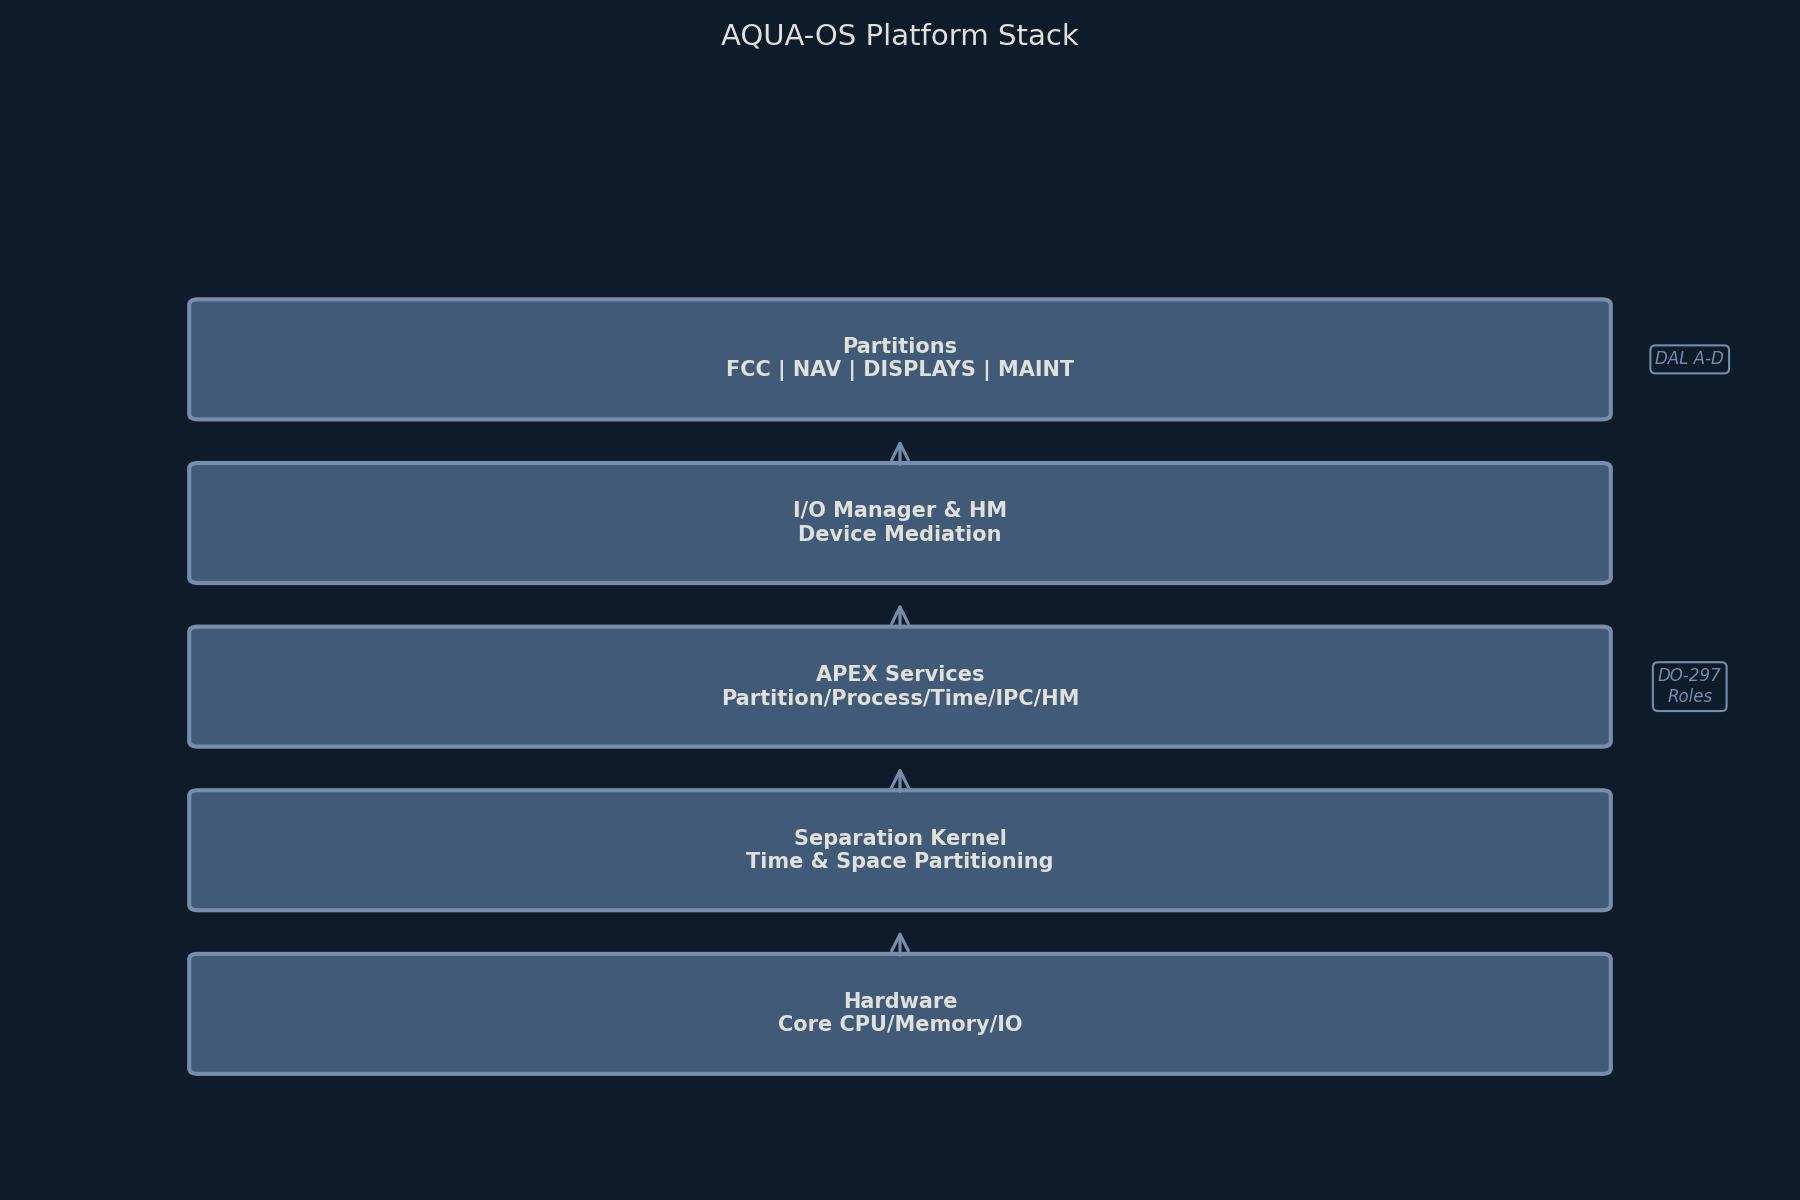 AQUA-OS Platform Stack
Partitions
FCC | NAV | DISPLAYS | MAINT
DAL A-D
I/O Manager & HM
Device Mediation
APEX Services
Partition/Process/Time/IPC/HM
DO-297
Roles
Separation Kernel
Time & Space Partitioning
Hardware
Core CPU/Memory/IO